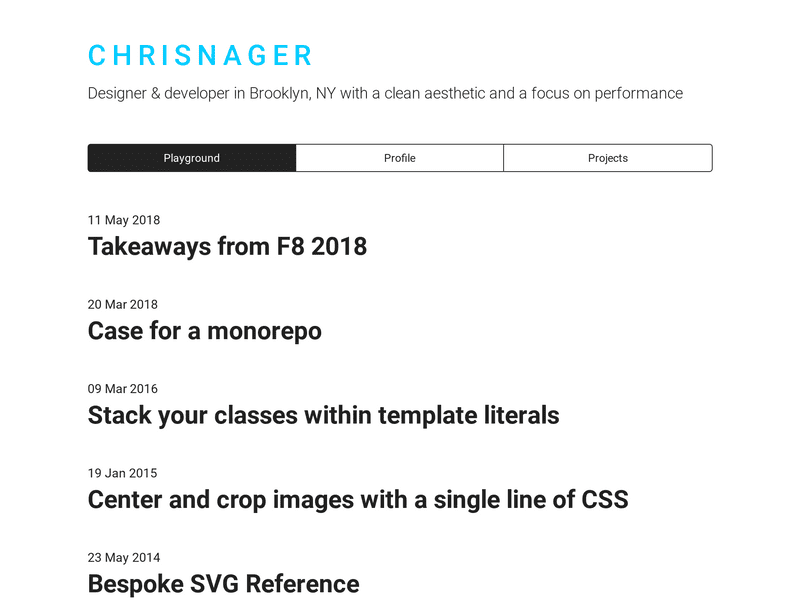 CHRISNAGER
Designer & developer in Brooklyn, NY with a clean aesthetic and a focus on performance
Playground
Profile
Projects
11 May 2018
Takeaways from F8 2018
20 Mar 2018
Case for a monorepo
09 Mar 2016
Stack your classes within template literals
19 Jan 2015
Center and crop images with a single line of CSS
23 May 2014
Bespoke SVG Reference